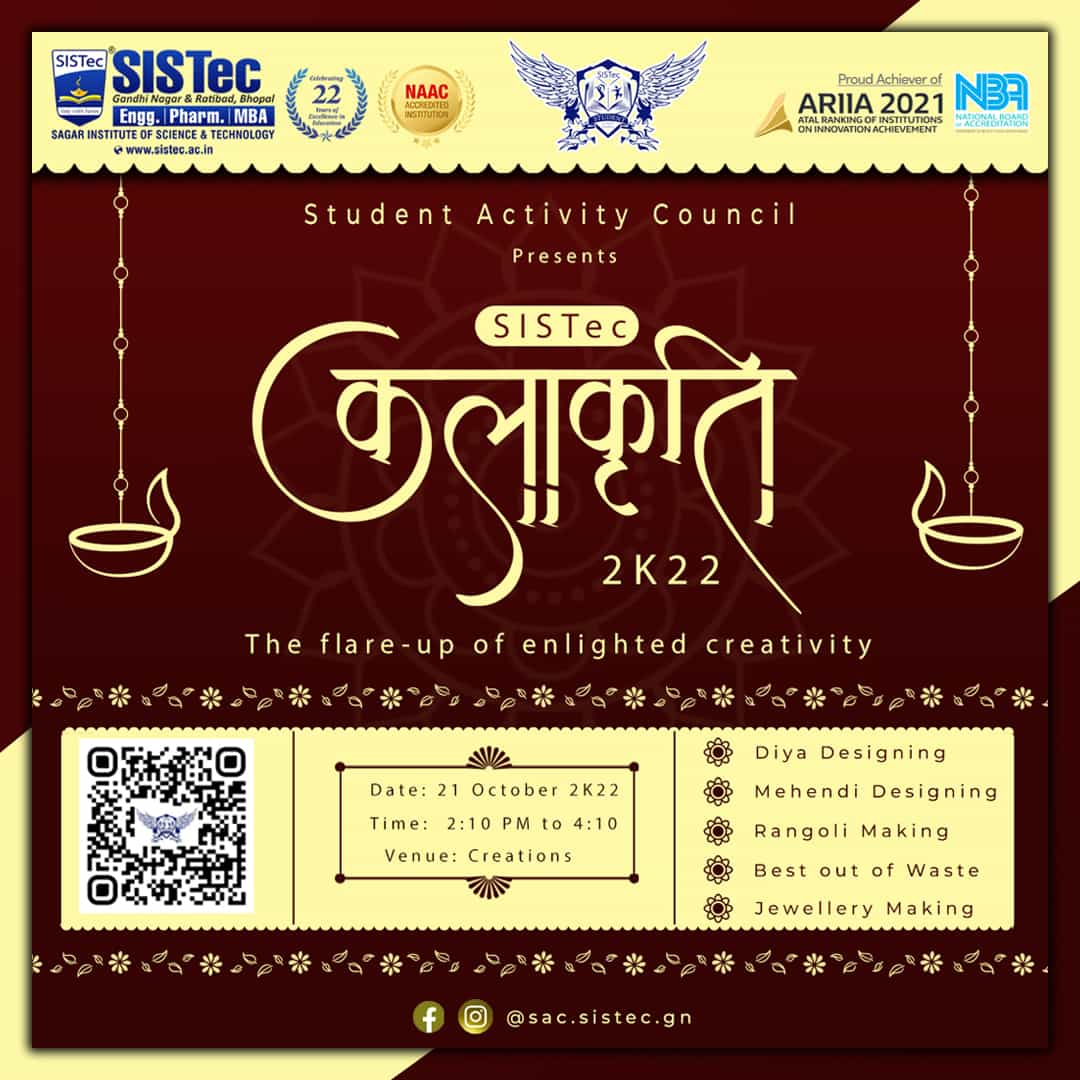 SISTec
SISTec
®
Gandhi Nagar & Ratibad, Bhopal
Engg. | Pharm. | MBA
SAGAR INSTITUTE OF SCIENCE & TECHNOLOGY
www.sistec.ac.in
Celebrating
22
Years of
Excellence in
Education
NAAC
ACCREDITED
INSTITUTION
SISTec
STUDENT
Proud Achiever of
ARIIA 2021
ATAL RANKING OF INSTITUTIONS
ON INNOVATION ACHIEVEMENT
NBA
NATIONAL BOARD
OF ACCREDITATION
Student Activity Council
Presents
SISTec
कलाकृति
2K22
The flare-up of enlighted creativity
Date: 21 October 2K22
Time: 2:10 PM to 4:10
Venue: Creations
Diya Designing
Mehendi Designing
Rangoli Making
Best out of Waste
Jewellery Making
@sac.sistec.gn